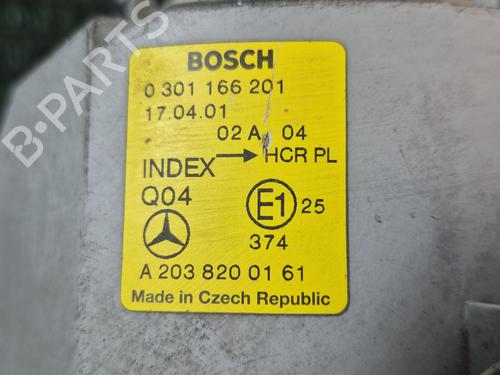 BOSCH
0 301 166 201
17.04.01
02 A 04
INDEX → HCR PL
Q04
E1 25
374
A 203 820 01 61
Made in Czech Republic
B-PARTS